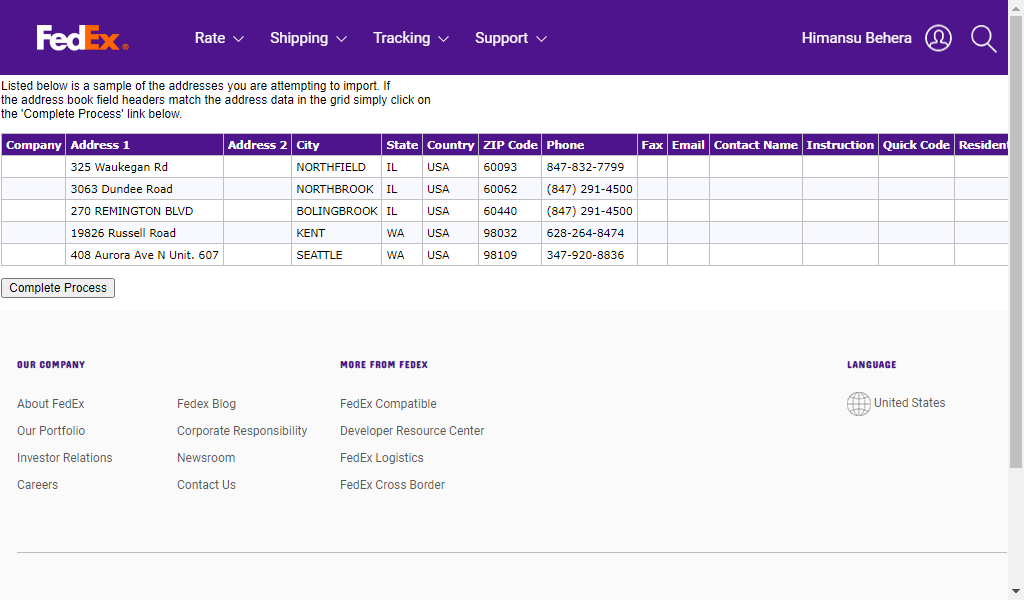 FedEx®
Rate Shipping Tracking Support Himansu Behera
Listed below is a sample of the addresses you are attempting to import. If
the address book field headers match the address data in the grid simply click on
the 'Complete Process' link below.
Company Address 1 Address 2 City State Country ZIP Code Phone Fax Email Contact Name Instruction Quick Code Resident
325 Waukegan Rd NORTHFIELD IL USA 60093 847-832-7799
3063 Dundee Road NORTHBROOK IL USA 60062 (847) 291-4500
270 REMINGTON BLVD BOLINGBROOK IL USA 60440 (847) 291-4500
19826 Russell Road KENT WA USA 98032 628-264-8474
408 Aurora Ave N Unit. 607 SEATTLE WA USA 98109 347-920-8836
Complete Process
OUR COMPANY MORE FROM FEDEX LANGUAGE
About FedEx Fedex Blog FedEx Compatible United States
Our Portfolio Corporate Responsibility Developer Resource Center
Investor Relations Newsroom FedEx Logistics
Careers Contact Us FedEx Cross Border